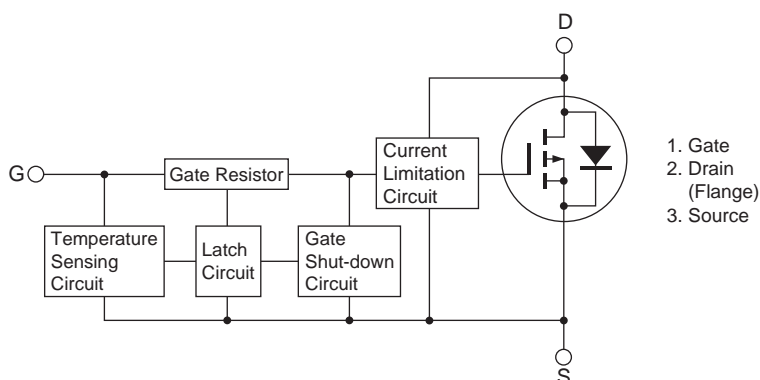 D
G
Gate Resistor
Current
Limitation
Circuit
Temperature
Sensing
Circuit
Latch
Circuit
Gate
Shut-down
Circuit
S
1. Gate
2. Drain
(Flange)
3. Source